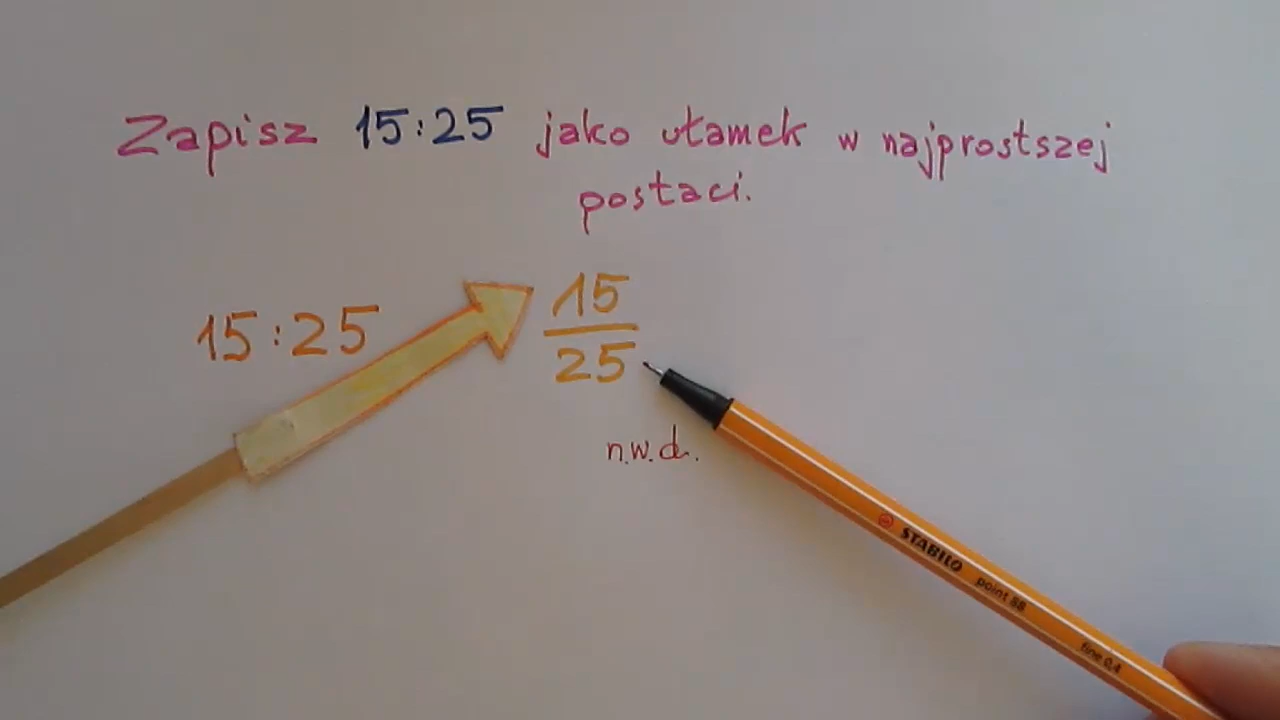 Zapisz 15:25 jako ułamek w najprostszej
postaci.
15:25
15
25
n.w.d.
STABILO point 88 fine 0,4